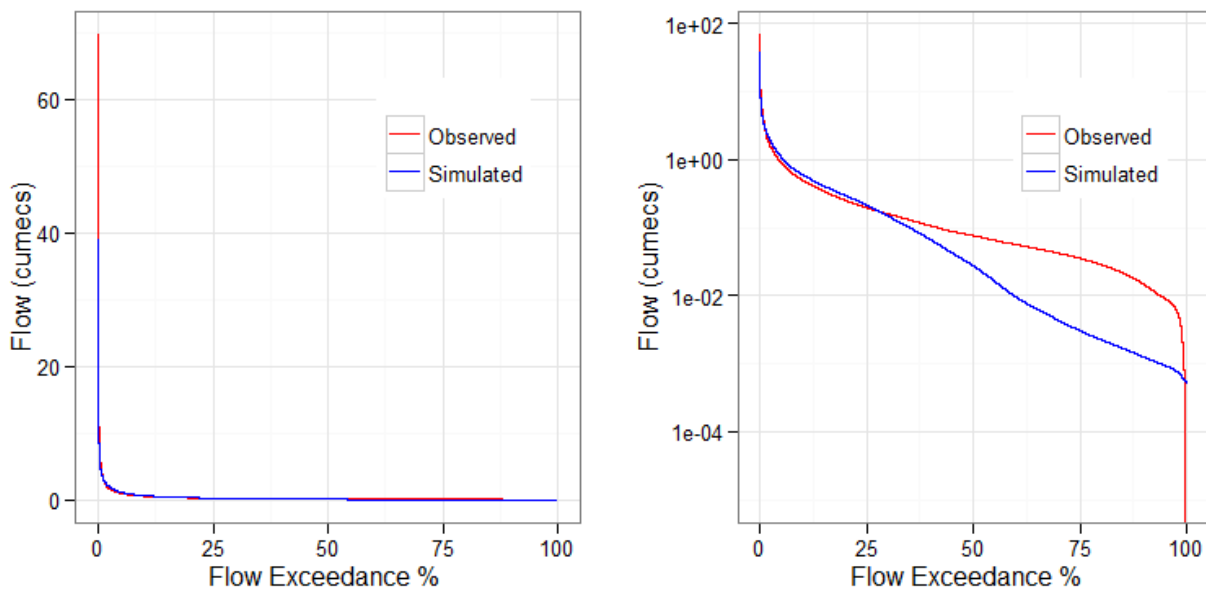 60
40
20
0
Flow (cumecs)
Observed
Simulated
0
25
50
75
100
Flow Exceedance %
1e+02
1e+00
1e-02
1e-04
Flow (cumecs)
Observed
Simulated
0
25
50
75
100
Flow Exceedance %